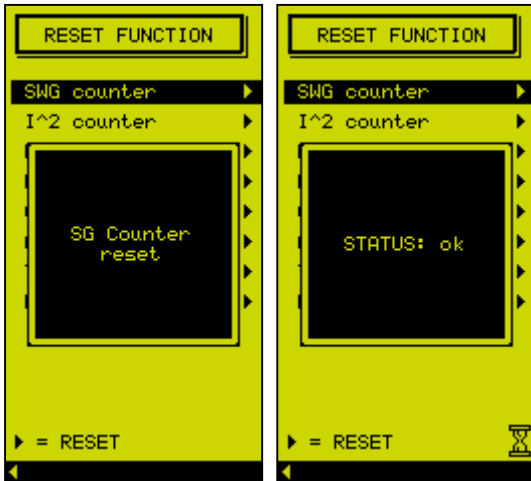 RESET FUNCTION
SWG counter
I^2 counter
SG Counter
reset
= RESET
RESET FUNCTION
SWG counter
I^2 counter
STATUS: ok
= RESET